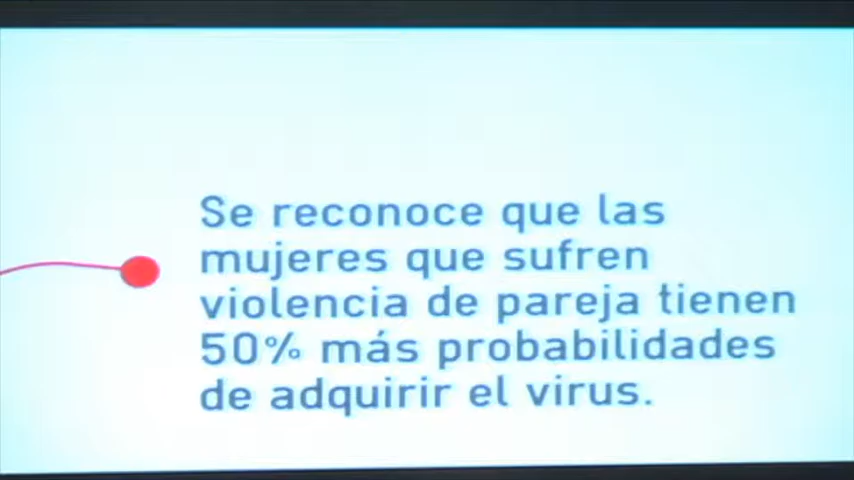 Se reconoce que las
mujeres que sufren
violencia de pareja tienen
50% más probabilidades
de adquirir el virus.